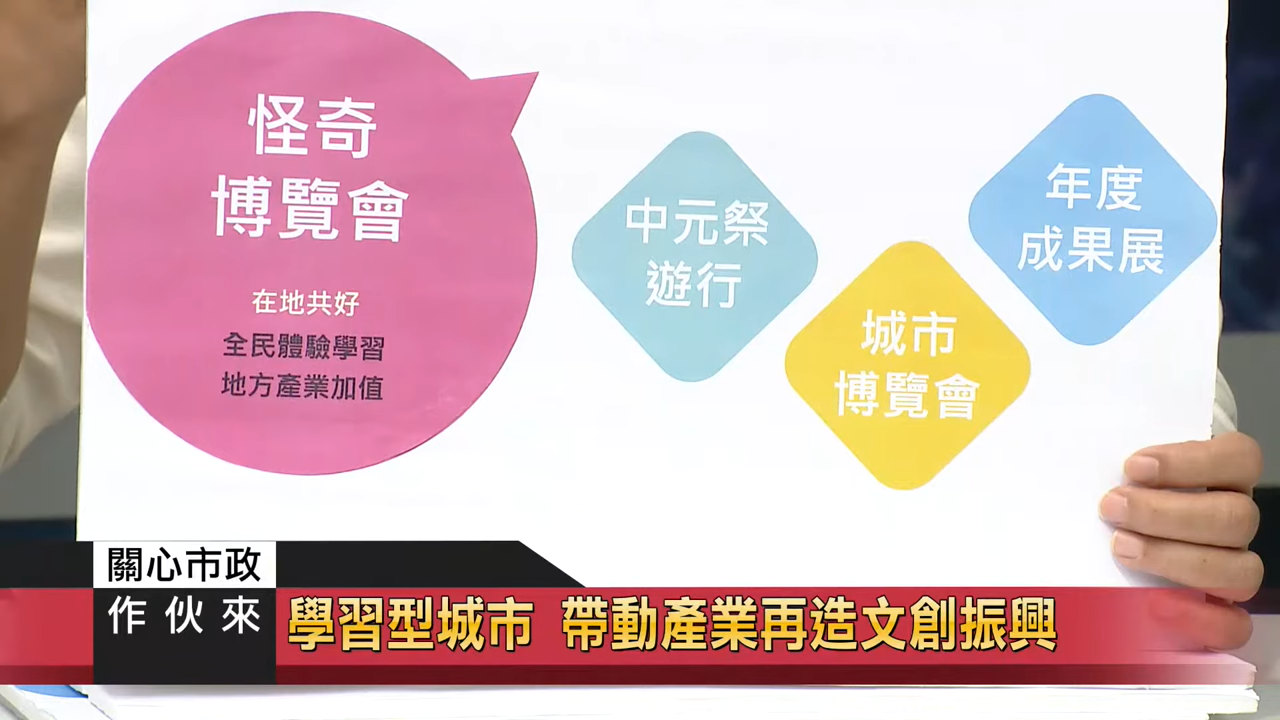 怪奇
博覽會
在地共好
全民體驗學習
地方產業加值
中元祭
遊行
城市
博覽會
年度
成果展
關心市政
作伙來
學習型城市 帶動產業再造文創振興